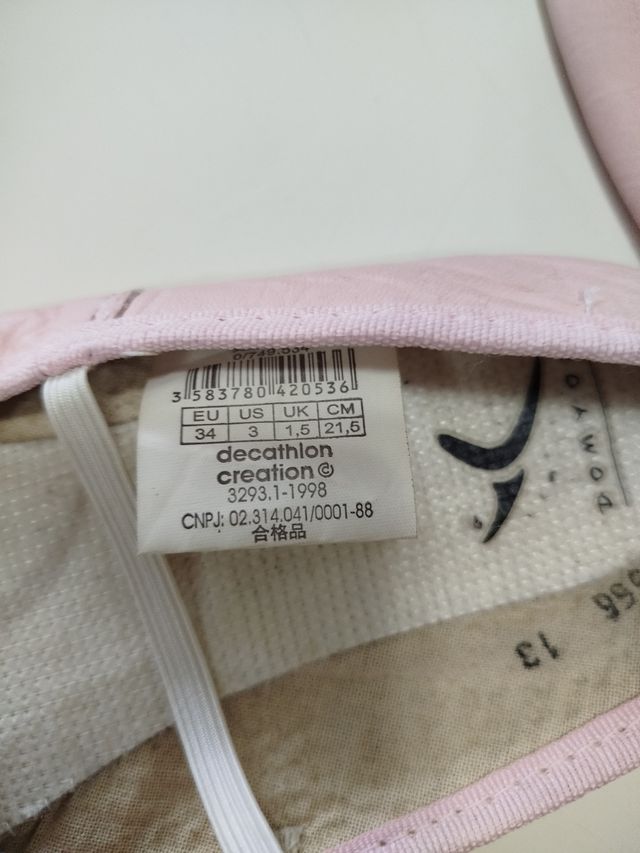 3 583780 420536
EU US UK CM
34 3 1,5 21,5
decathlon
creation ©
3293.1-1998
CNPJ: 02.314.041/0001-88
合格品
DOMYO
13